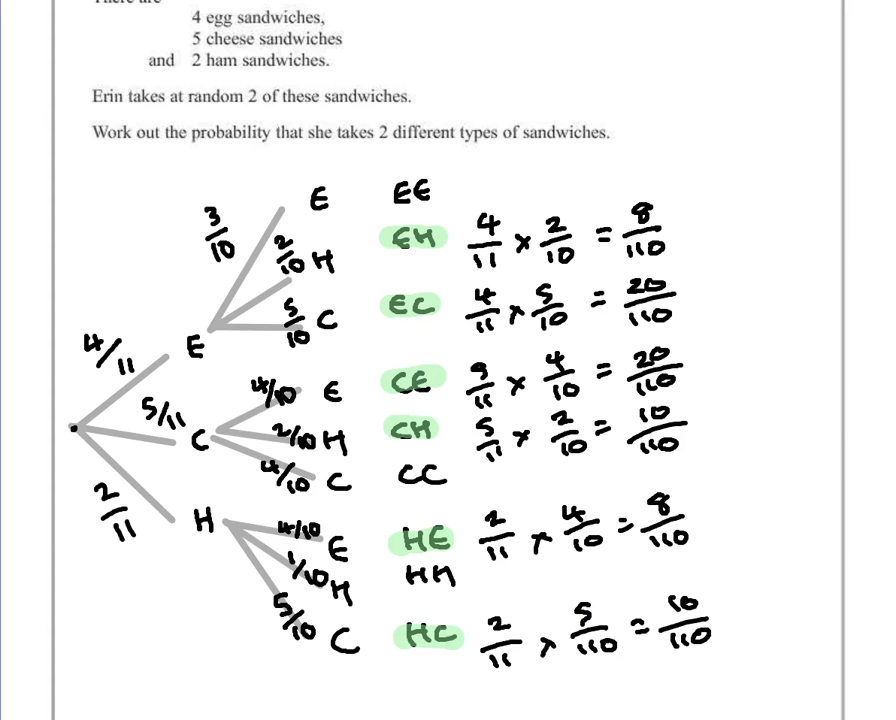 There are
4 egg sandwiches,
5 cheese sandwiches
and 2 ham sandwiches.
Erin takes at random 2 of these sandwiches.
Work out the probability that she takes 2 different types of sandwiches.
3/10 E EE
2/10 H EH 4/11 × 2/10 = 8/110
5/10 C EC 4/11 × 5/10 = 20/110
4/11 E
4/10 E CE 5/11 × 4/10 = 20/110
5/11 C 2/10 H CH 5/11 × 2/10 = 10/110
4/10 C CC
2/11 H 4/10 E HE 2/11 × 4/10 = 8/110
1/10 H HH
5/10 C HC 2/11 × 5/110 = 10/110